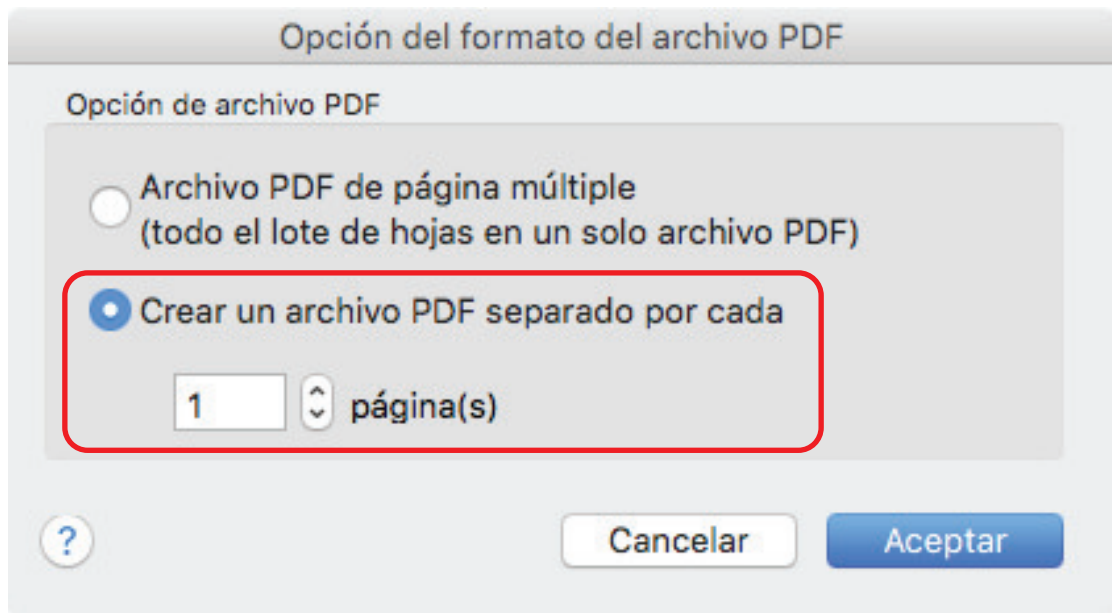 Opción del formato del archivo PDF
Opción de archivo PDF
Archivo PDF de página múltiple
(todo el lote de hojas en un solo archivo PDF)
Crear un archivo PDF separado por cada
1 página(s)
? Cancelar Aceptar